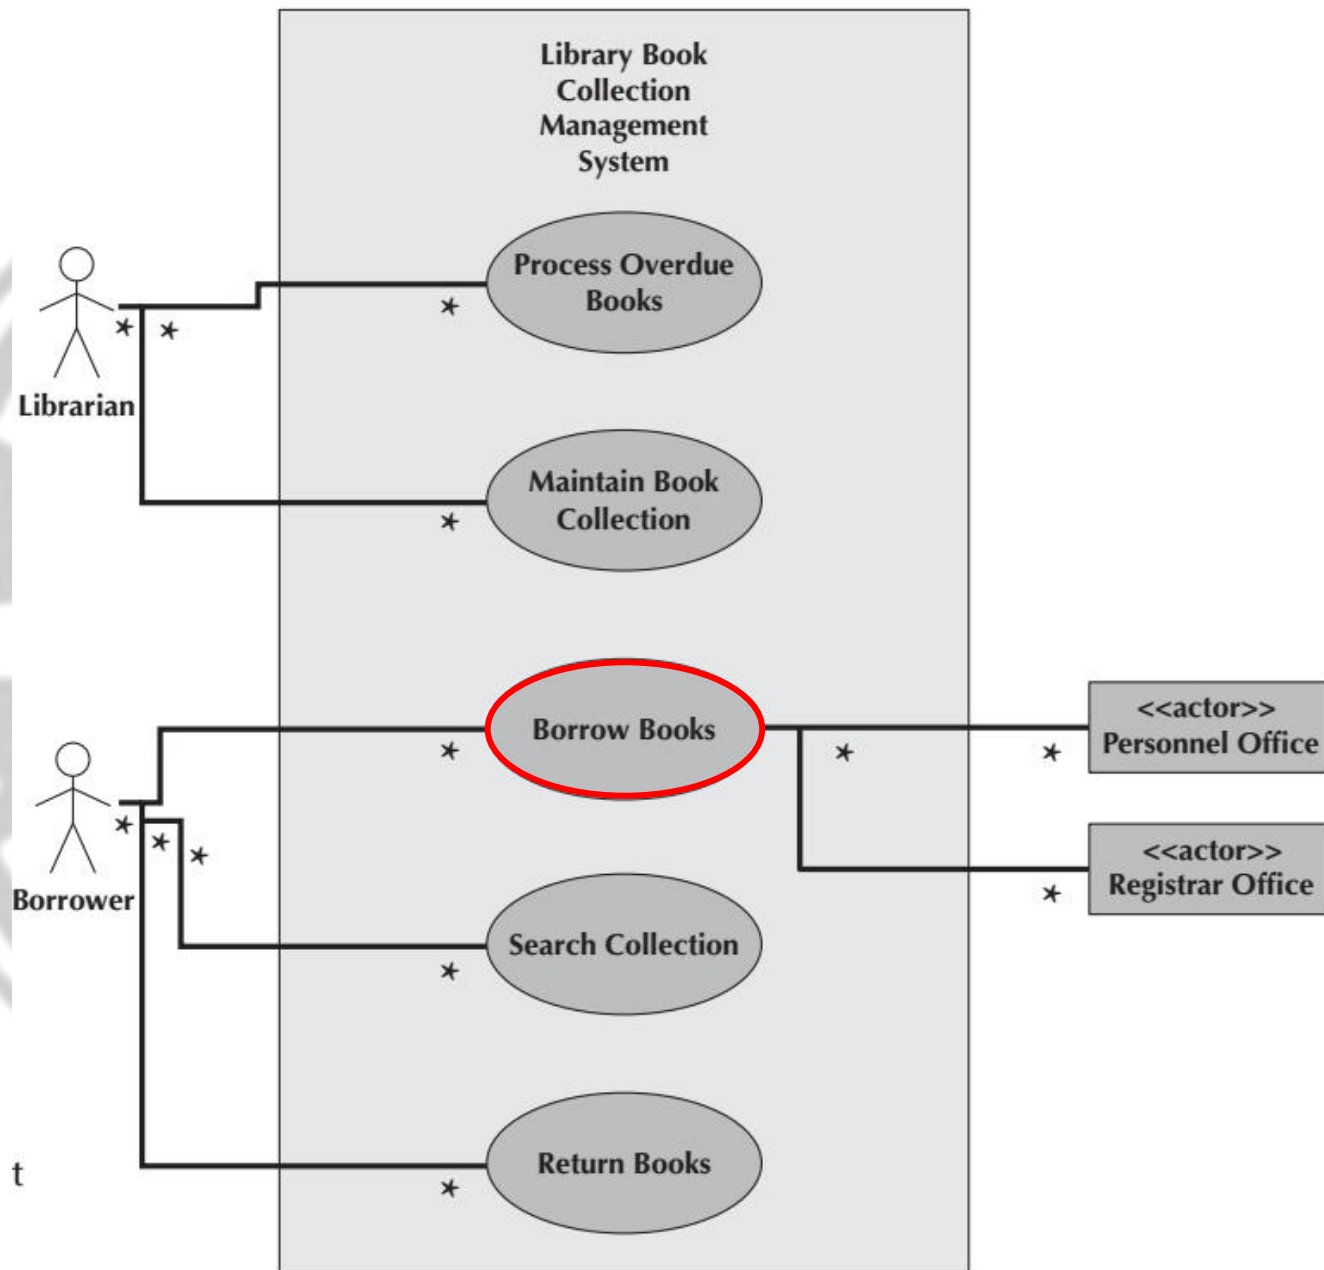 Library Book
Collection
Management
System
Process Overdue
Books
*
*
*
Librarian
Maintain Book
Collection
*
Borrow Books
*
*
*
<<actor>>
Personnel Office
*
*
*
<<actor>>
Registrar Office
*
Borrower
Search Collection
*
Return Books
*
t